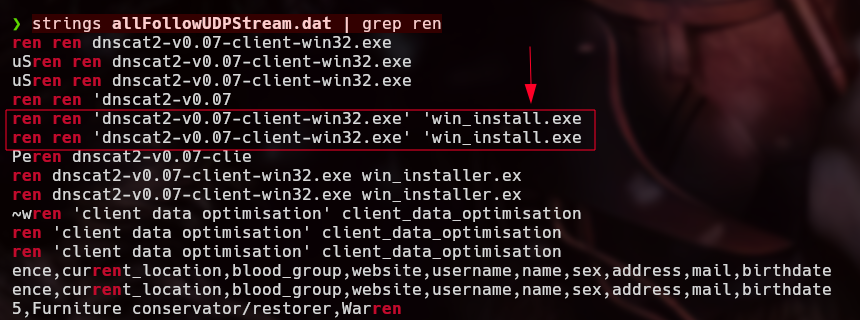 ❯ strings allFollowUDPStream.dat | grep ren
ren ren dnscat2-v0.07-client-win32.exe
uSren ren dnscat2-v0.07-client-win32.exe
uSren ren dnscat2-v0.07-client-win32.exe
ren ren 'dnscat2-v0.07
ren ren 'dnscat2-v0.07-client-win32.exe' 'win_install.exe
ren ren 'dnscat2-v0.07-client-win32.exe' 'win_install.exe
Peren dnscat2-v0.07-clie
ren dnscat2-v0.07-client-win32.exe win_installer.ex
ren dnscat2-v0.07-client-win32.exe win_installer.ex
~wren 'client data optimisation' client_data_optimisation
ren 'client data optimisation' client_data_optimisation
ren 'client data optimisation' client_data_optimisation
ence,current_location,blood_group,website,username,name,sex,address,mail,birthdate
ence,current_location,blood_group,website,username,name,sex,address,mail,birthdate
5,Furniture conservator/restorer,Warren